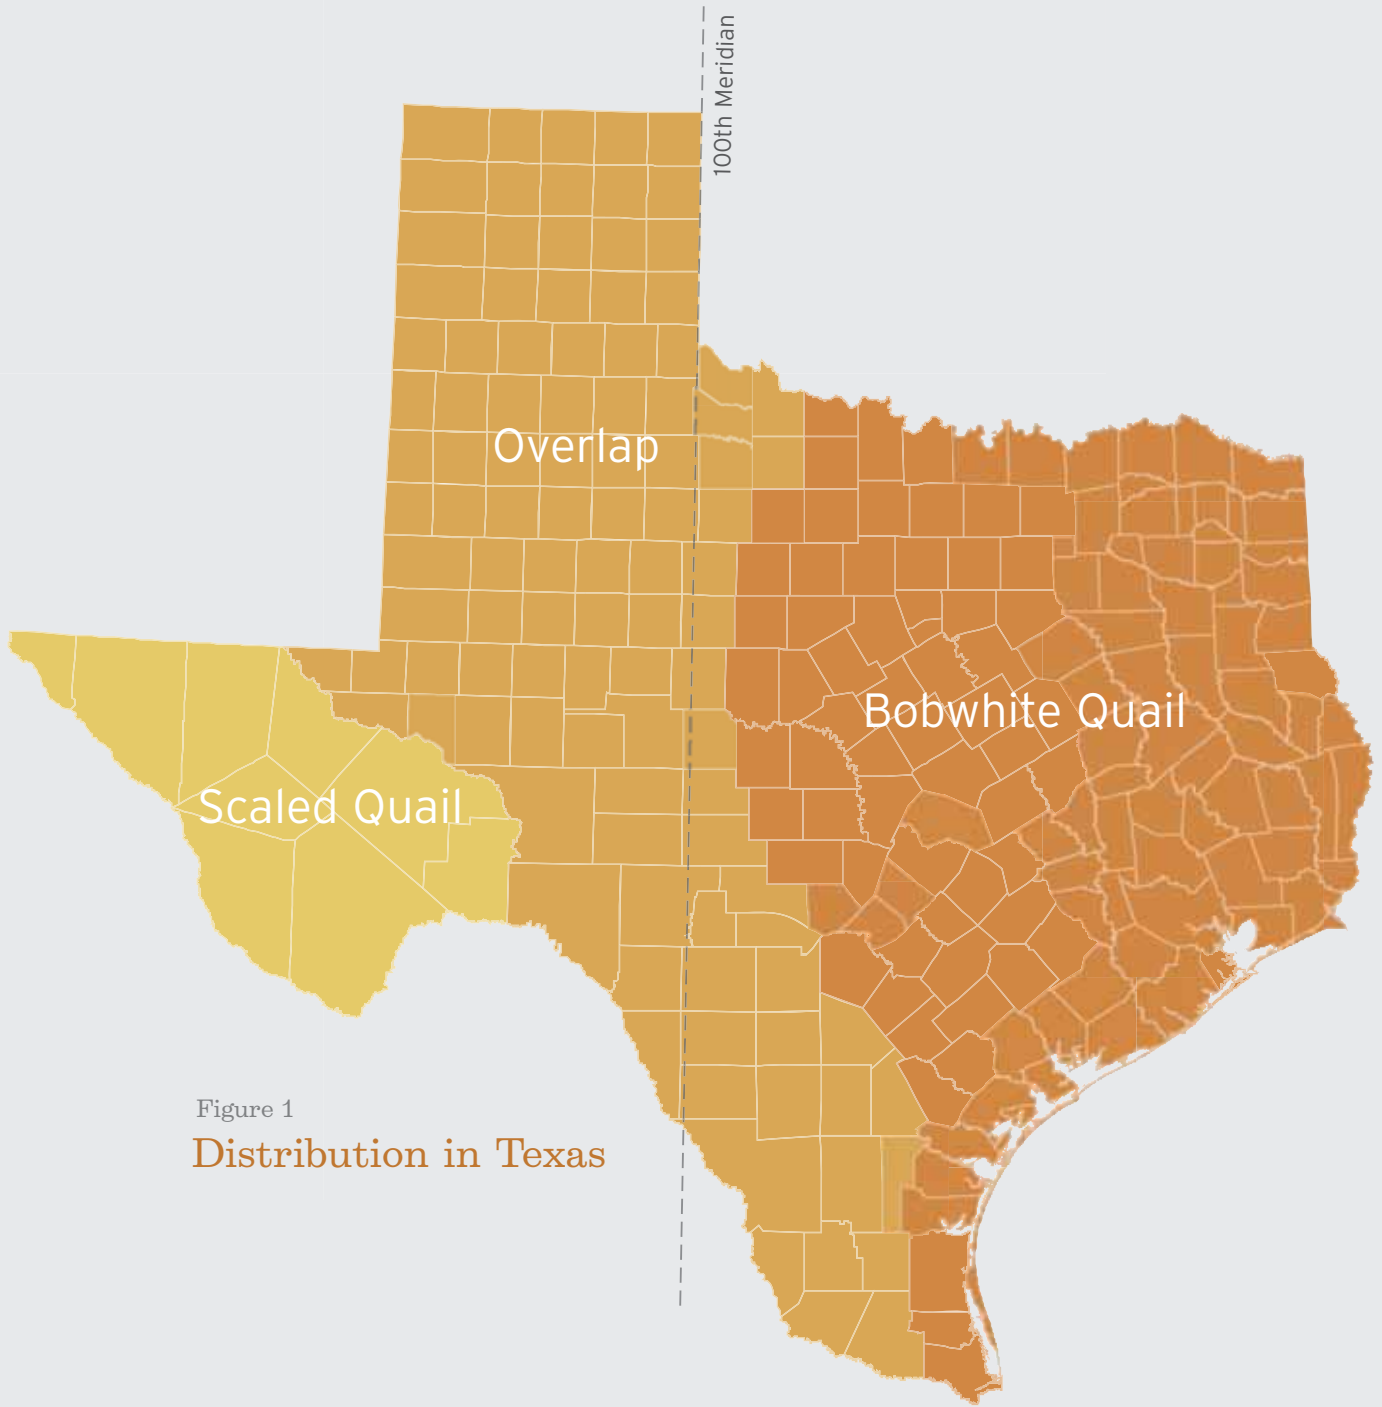 100th Meridian
Overlap
Bobwhite Quail
Scaled Quail
Figure 1
Distribution in Texas